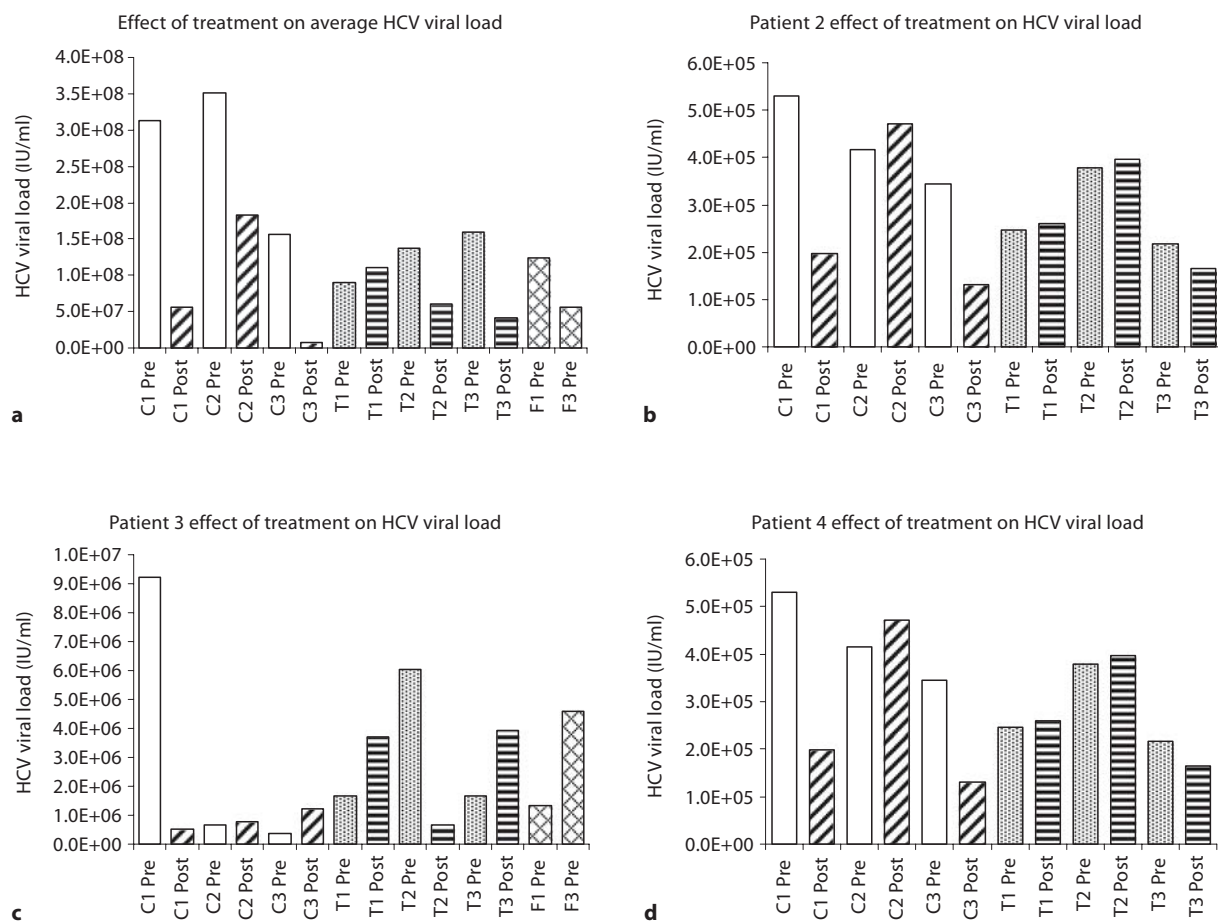 Effect of treatment on average HCV viral load
HCV viral load (IU/ml)
4.0E+08
3.5E+08
3.0E+08
2.5E+08
2.0E+08
1.5E+08
1.0E+08
5.0E+07
0.0E+00
C1 Pre
C1 Post
C2 Pre
C2 Post
C3 Pre
C3 Post
T1 Pre
T1 Post
T2 Pre
T2 Post
T3 Pre
T3 Post
F1 Pre
F3 Pre
a
Patient 2 effect of treatment on HCV viral load
HCV viral load (IU/ml)
6.0E+05
5.0E+05
4.0E+05
3.0E+05
2.0E+05
1.0E+05
0.0E+00
C1 Pre
C1 Post
C2 Pre
C2 Post
C3 Pre
C3 Post
T1 Pre
T1 Post
T2 Pre
T2 Post
T3 Pre
T3 Post
b
Patient 3 effect of treatment on HCV viral load
HCV viral load (IU/ml)
1.0E+07
9.0E+06
8.0E+06
7.0E+06
6.0E+06
5.0E+06
4.0E+06
3.0E+06
2.0E+06
1.0E+06
0.0E+00
C1 Pre
C1 Post
C2 Pre
C2 Post
C3 Pre
C3 Post
T1 Pre
T1 Post
T2 Pre
T2 Post
T3 Pre
T3 Post
F1 Pre
F3 Pre
c
Patient 4 effect of treatment on HCV viral load
HCV viral load (IU/ml)
6.0E+05
5.0E+05
4.0E+05
3.0E+05
2.0E+05
1.0E+05
0.0E+00
C1 Pre
C1 Post
C2 Pre
C2 Post
C3 Pre
C3 Post
T1 Pre
T1 Post
T2 Pre
T2 Post
T3 Pre
T3 Post
d